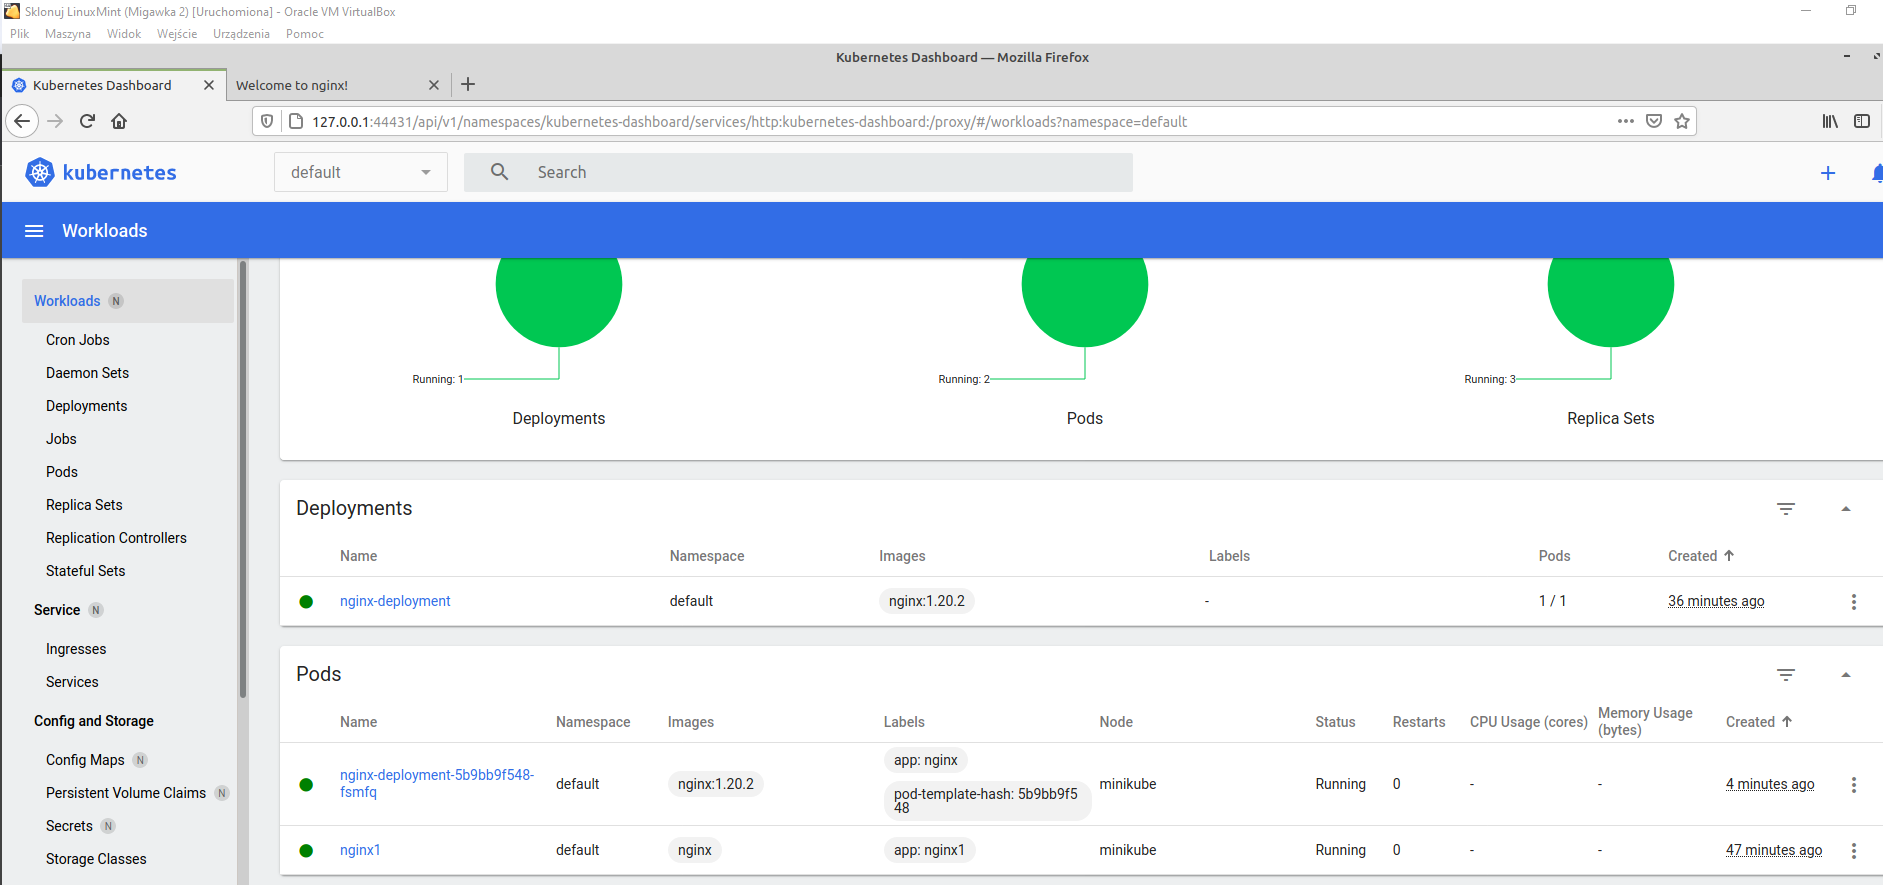 Sklonuj LinuxMint (Migawka 2) [Uruchomiona] - Oracle VM VirtualBox
Plik Maszyna Widok Wejście Urządzenia Pomoc
Kubernetes Dashboard — Mozilla Firefox
Kubernetes Dashboard Welcome to nginx!
127.0.0.1:44431/api/v1/namespaces/kubernetes-dashboard/services/http:kubernetes-dashboard:/proxy/#/workloads?namespace=default
kubernetes default Search
Workloads
Workloads N
Cron Jobs
Daemon Sets
Deployments
Jobs
Pods
Replica Sets
Replication Controllers
Stateful Sets
Service N
Ingresses
Services
Config and Storage
Config Maps N
Persistent Volume Claims N
Secrets N
Storage Classes
Running: 1 Running: 2 Running: 3
Deployments Pods Replica Sets
Deployments
Name Namespace Images Labels Pods Created
nginx-deployment default nginx:1.20.2 - 1 / 1 36 minutes ago
Pods
Name Namespace Images Labels Node Status Restarts CPU Usage (cores) Memory Usage (bytes) Created
nginx-deployment-5b9bb9f548-fsmfq default nginx:1.20.2 app: nginx pod-template-hash: 5b9bb9f548 minikube Running 0 - - 4 minutes ago
nginx1 default nginx app: nginx1 minikube Running 0 - - 47 minutes ago